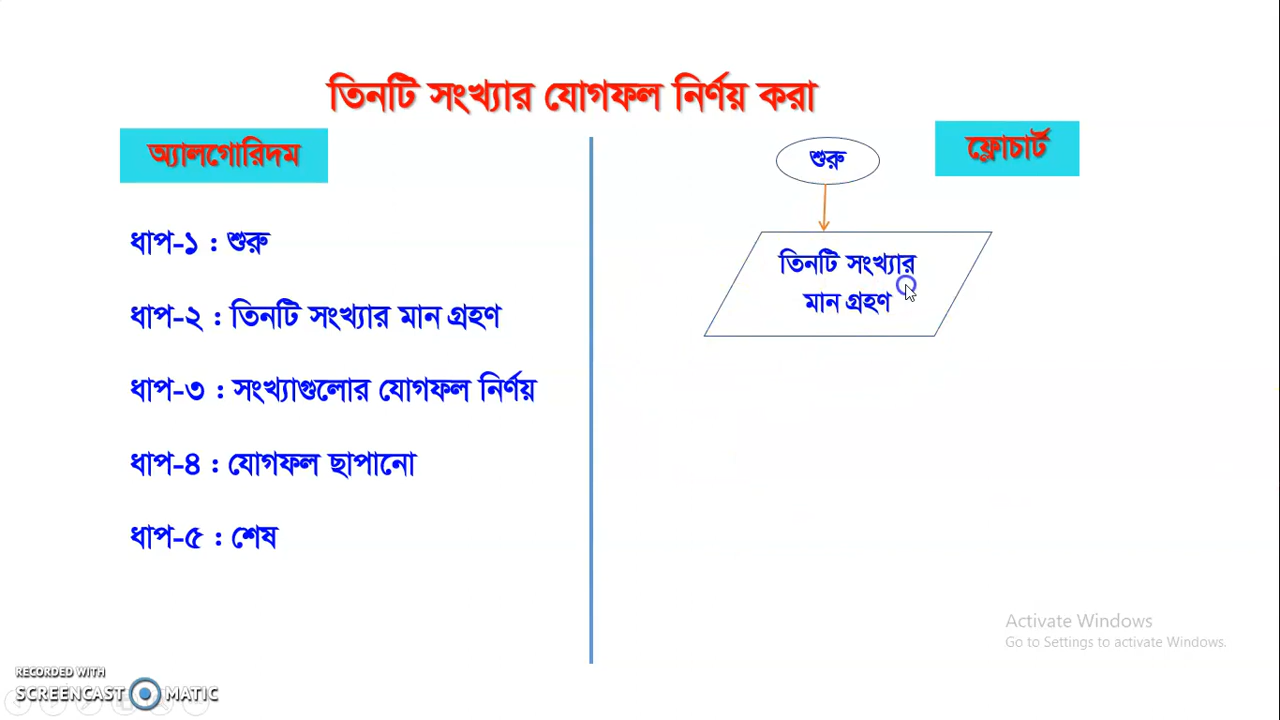 তিনটি সংখ্যার যোগফল নির্ণয় করা
অ্যালগোরিদম
ধাপ-১ : শুরু
ধাপ-২ : তিনটি সংখ্যার মান গ্রহণ
ধাপ-৩ : সংখ্যাগুলোর যোগফল নির্ণয়
ধাপ-৪ : যোগফল ছাপানো
ধাপ-৫ : শেষ
ফ্লোচার্ট
শুরু
তিনটি সংখ্যার
মান গ্রহণ
Activate Windows
Go to Settings to activate Windows.
RECORDED WITH
SCREENCAST MATIC